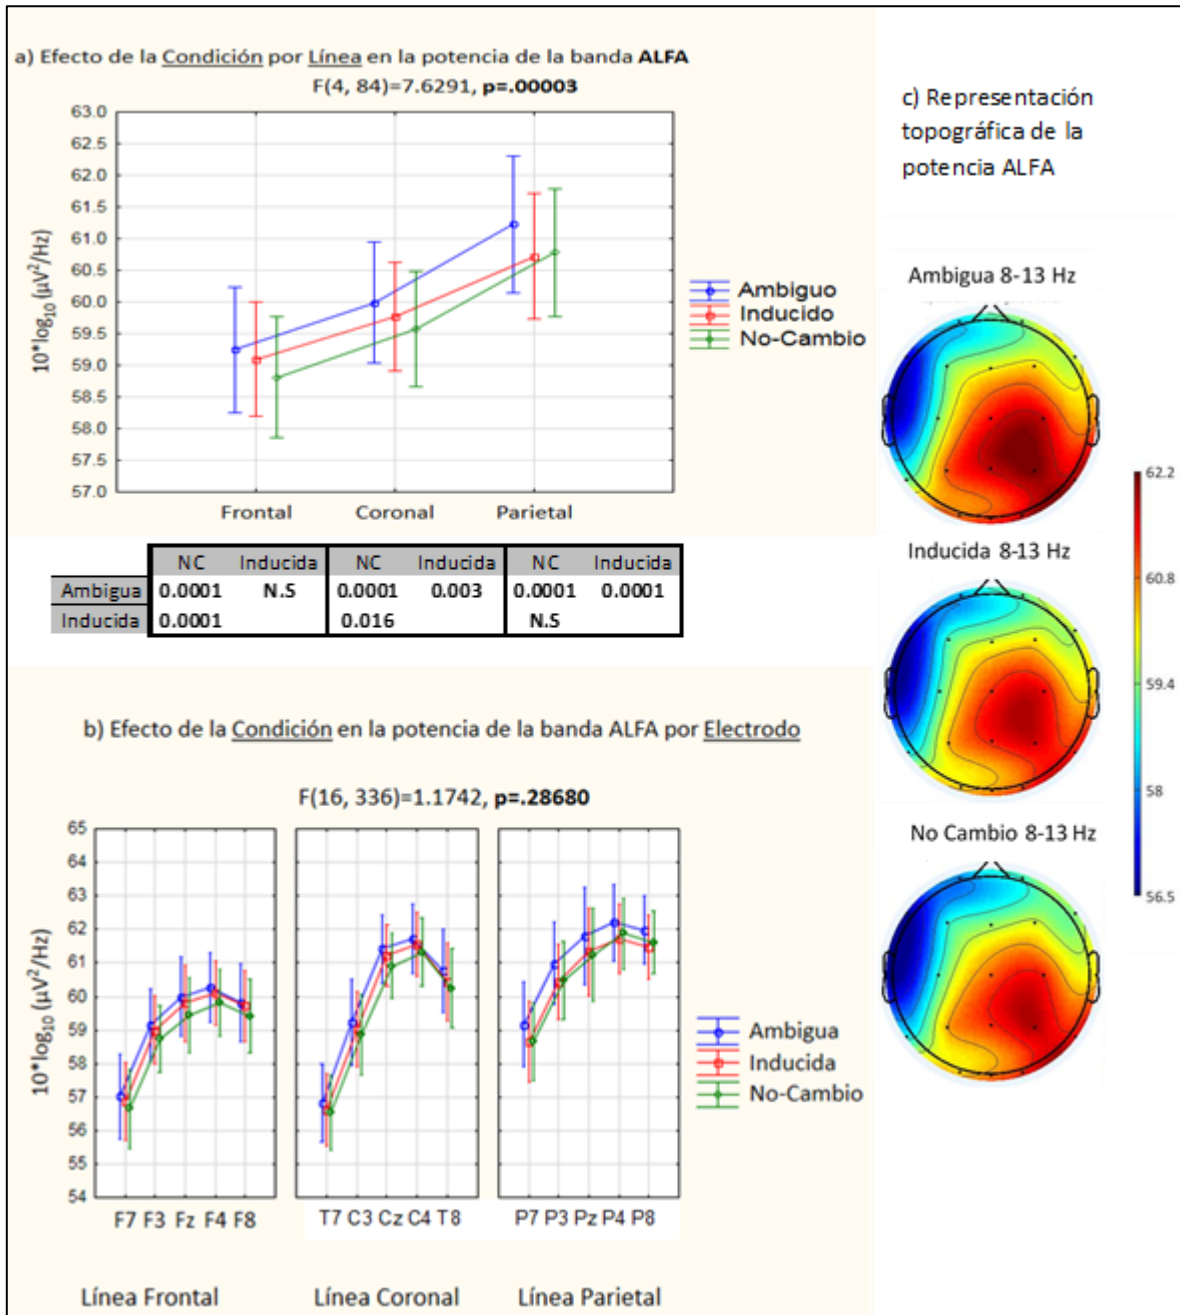 a) Efecto de la Condición por Línea en la potencia de la banda ALFA
F(4, 84)=7.6291, p=.00003
63.0
62.5
62.0
61.5
61.0
60.5
60.0
59.5
59.0
58.5
58.0
57.5
57.0
10*log10 (µV²/Hz)
Frontal Coronal Parietal
Ambiguo
Inducido
No-Cambio
NC Inducida NC Inducida NC Inducida
Ambigua 0.0001 N.S 0.0001 0.003 0.0001 0.0001
Inducida 0.0001 0.016 N.S
b) Efecto de la Condición en la potencia de la banda ALFA por Electrodo
F(16, 336)=1.1742, p=.28680
65
64
63
62
61
60
59
58
57
56
55
54
10*log10 (µV²/Hz)
F7 F3 Fz F4 F8
T7 C3 Cz C4 T8
P7 P3 Pz P4 P8
Línea Frontal
Línea Coronal
Línea Parietal
Ambigua
Inducida
No-Cambio
c) Representación
topográfica de la
potencia ALFA
Ambigua 8-13 Hz
Inducida 8-13 Hz
No Cambio 8-13 Hz
62.2
60.8
59.4
58
56.5